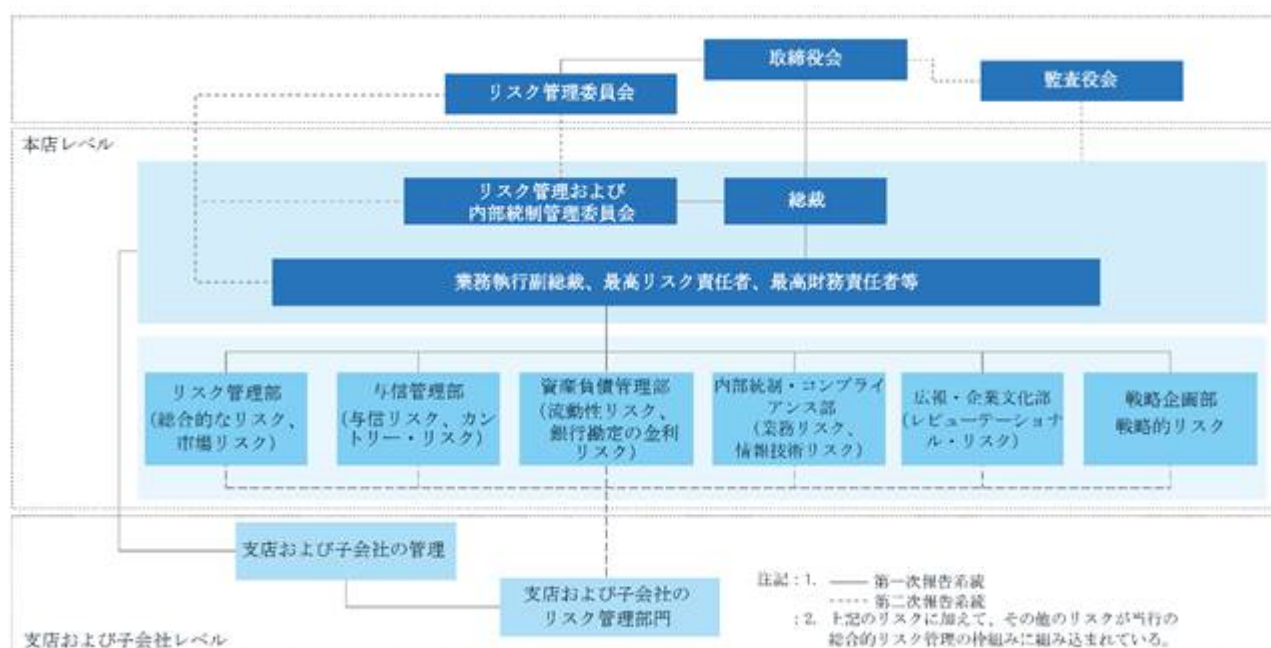 取締役会
リスク管理委員会
監査役会
本店レベル
リスク管理および
内部統制管理委員会
総裁
業務執行副総裁、最高リスク責任者、最高財務責任者等
リスク管理部
(総合的なリスク、
市場リスク)
与信管理部
(与信リスク、カン
トリー・リスク)
資産負債管理部
(流動性リスク、
銀行勘定の金利
リスク)
内部統制・コンプライ
アンス部
(業務リスク、
情報技術リスク)
広報・企業文化部
(レピューテーショナ
ル・リスク)
戦略企画部
戦略的リスク
支店および子会社の管理
支店および子会社の
リスク管理部門
支店および子会社レベル
注記:1. 第一次報告系統
第二次報告系統
:2. 上記のリスクに加えて、その他のリスクが当行の
総合的リスク管理の枠組みに組み込まれている。